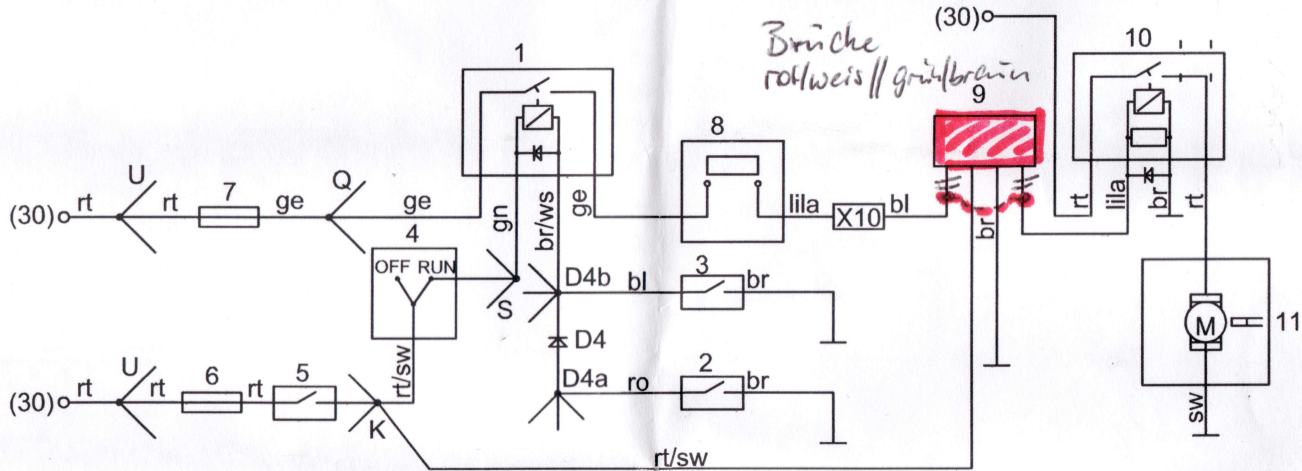 (30)
10
Brücke
rot/weis // grün/braun
1
9
8
U
Q
(30)
rt
rt
7
ge
ge
4
OFF
RUN
gn
br/ws
ge
lila
X10
bl
br
rt
lila
br
D4b
bl
3
br
S
D4
M
11
U
(30)
rt
rt
6
rt
5
rt/sw
K
D4a
ro
2
br
sw
rt/sw